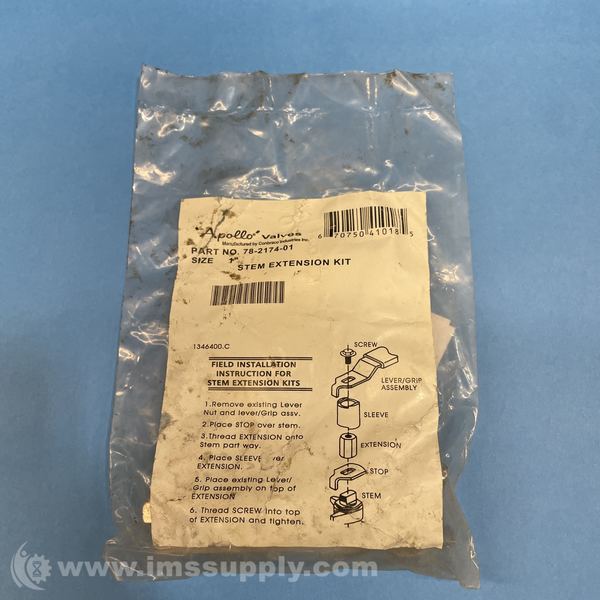 "Apollo" Valves
Manufactured by Conbraco Industries Inc.
PART NO. 78-2174-01
SIZE 1"
STEM EXTENSION KIT
6 70750 41018 5
1346400.C
FIELD INSTALLATION
INSTRUCTION FOR
STEM EXTENSION KITS
1.Remove existing Lever
Nut and lever/Grip assv.
2.Place STOP over stem.
3.Thread EXTENSION onto
Stem part way.
4. Place SLEEVE over
EXTENSION.
5. Place existing Lever/
Grip assembly on top of
EXTENSION
6. Thread SCREW into top
of EXTENSION and tighten.
SCREW
LEVER/GRIP
ASSEMBLY
SLEEVE
EXTENSION
STOP
STEM
www.imssupply.com/